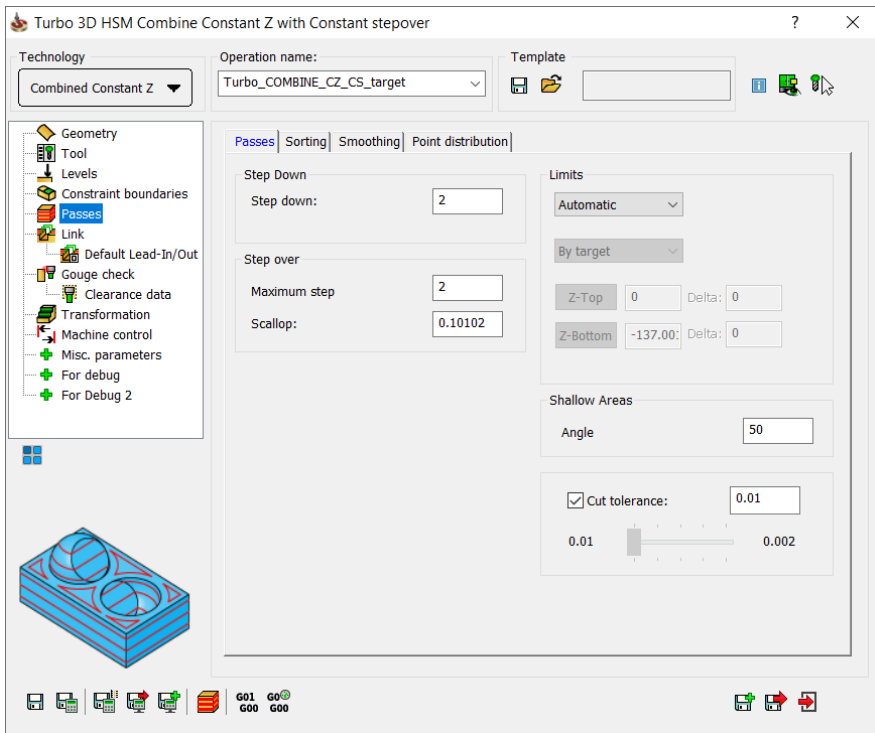 Turbo 3D HSM Combine Constant Z with Constant stepover
Technology
Combined Constant Z
Operation name:
Turbo_COMBINE_CZ_CS_target
Template
Geometry
Tool
Levels
Constraint boundaries
Passes
Link
Default Lead-In/Out
Gouge check
Clearance data
Transformation
Machine control
Misc. parameters
For debug
For Debug 2
Passes Sorting Smoothing Point distribution
Step Down
Step down: 2
Step over
Maximum step 2
Scallop: 0.10102
Limits
Automatic
By target
Z-Top 0 Delta: 0
Z-Bottom -137.00: Delta: 0
Shallow Areas
Angle 50
Cut tolerance: 0.01
0.01 0.002
G01 G00
G00 G00